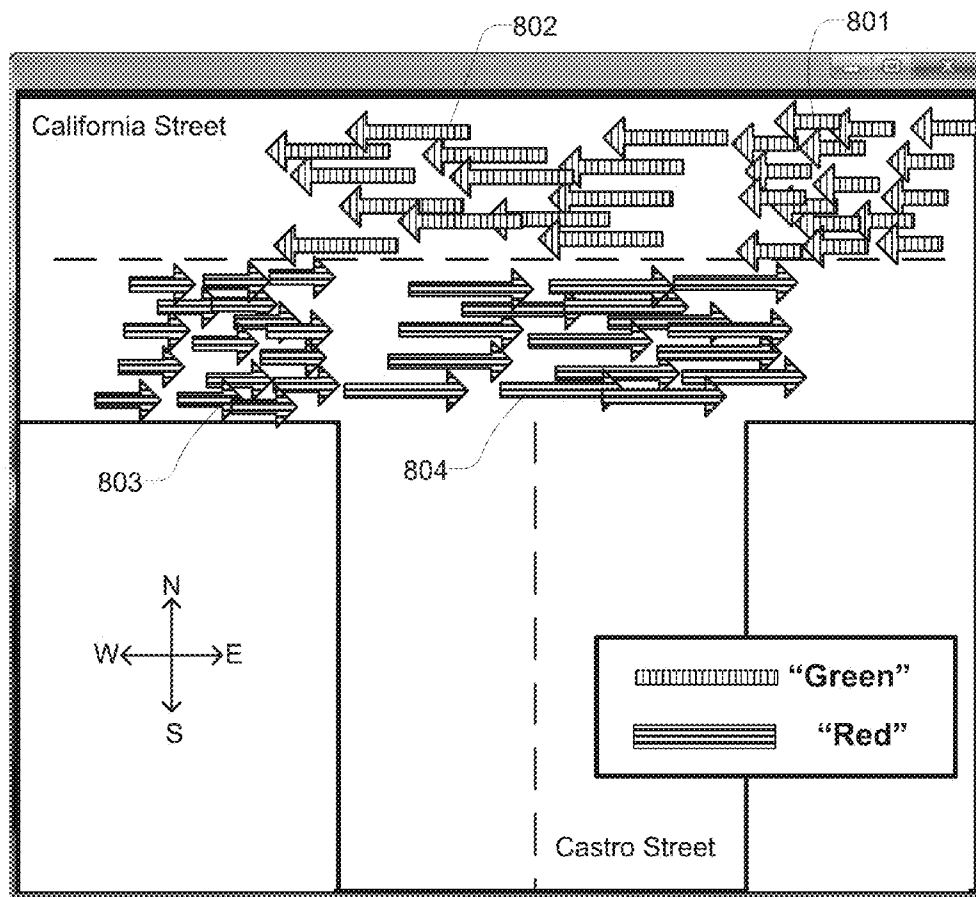 802
801
California Street
803
804
N
W E
S
“Green”
“Red”
Castro Street